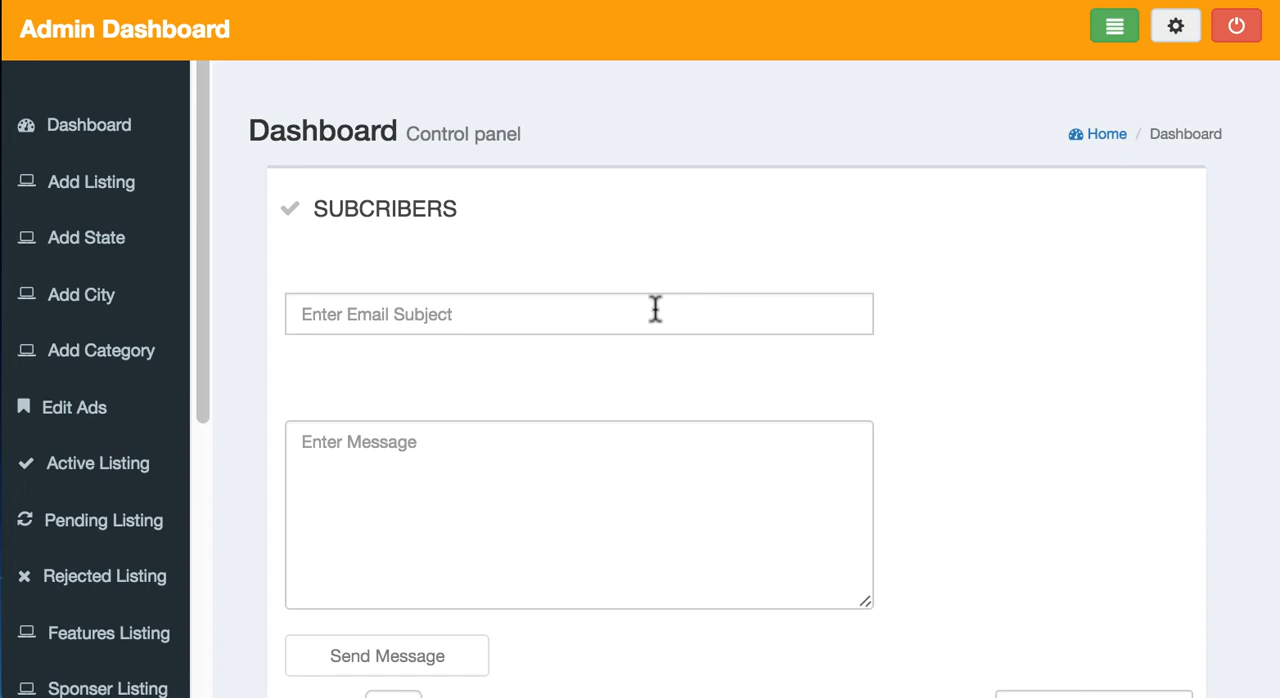 Admin Dashboard
Dashboard
Add Listing
Add State
Add City
Add Category
Edit Ads
Active Listing
Pending Listing
Rejected Listing
Features Listing
Sponser Listing
Dashboard Control panel
Home / Dashboard
SUBCRIBERS
Enter Email Subject
Enter Message
Send Message